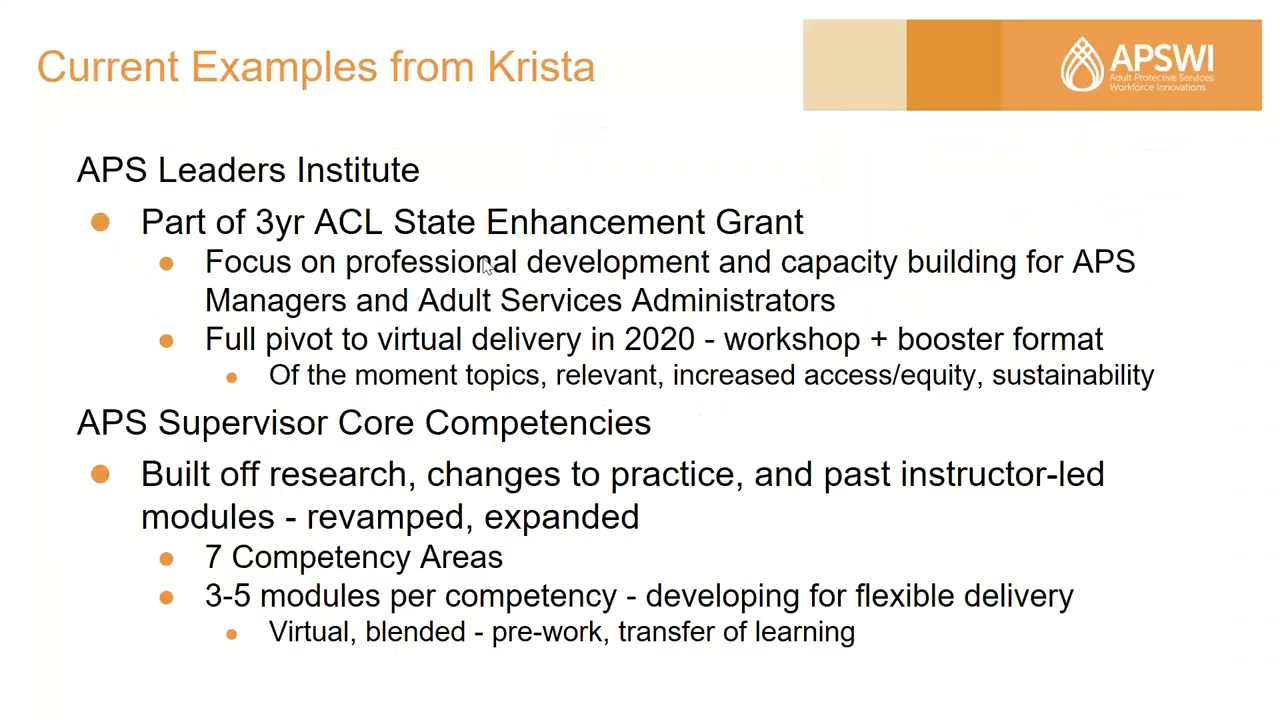 Current Examples from Krista
APSWI
Adult Protective Services
Workforce Innovations
APS Leaders Institute
Part of 3yr ACL State Enhancement Grant
Focus on professional development and capacity building for APS
Managers and Adult Services Administrators
Full pivot to virtual delivery in 2020 - workshop + booster format
Of the moment topics, relevant, increased access/equity, sustainability
APS Supervisor Core Competencies
Built off research, changes to practice, and past instructor-led
modules - revamped, expanded
7 Competency Areas
3-5 modules per competency - developing for flexible delivery
Virtual, blended - pre-work, transfer of learning